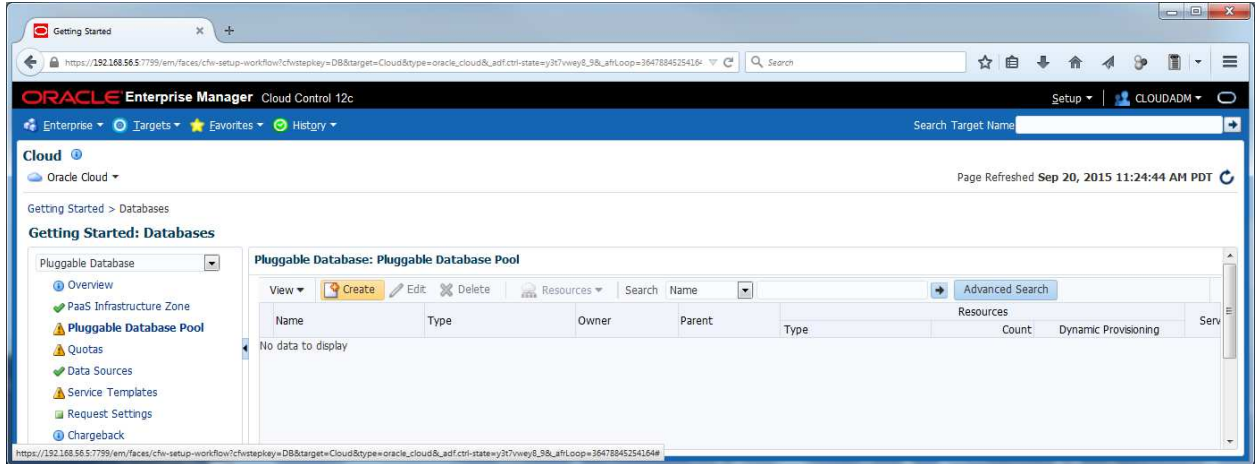 Getting Started
https://192.168.56.5:7799/em/faces/cfw-setup-workflow?cfwstepkey=DB&target=Cloud&type=oracle_cloud&_adf.ctrl-state=y3t7vwey8_9&_afrLoop=36478845254164
Search
ORACLE Enterprise Manager Cloud Control 12c
Setup CLOUDADM
Enterprise Targets Favorites History
Search Target Name
Cloud
Oracle Cloud
Page Refreshed Sep 20, 2015 11:24:44 AM PDT
Getting Started > Databases
Getting Started: Databases
Pluggable Database
Overview
PaaS Infrastructure Zone
Pluggable Database Pool
Quotas
Data Sources
Service Templates
Request Settings
Chargeback
Pluggable Database: Pluggable Database Pool
View Create Edit Delete Resources Search Name Advanced Search
Name Type Owner Parent Resources Serv
Type Count Dynamic Provisioning
No data to display
https://192.168.56.5:7799/em/faces/cfw-setup-workflow?cfwstepkey=DB&target=Cloud&type=oracle_cloud&_adf.ctrl-state=y3t7vwey8_9&_afrLoop=36478845254164#